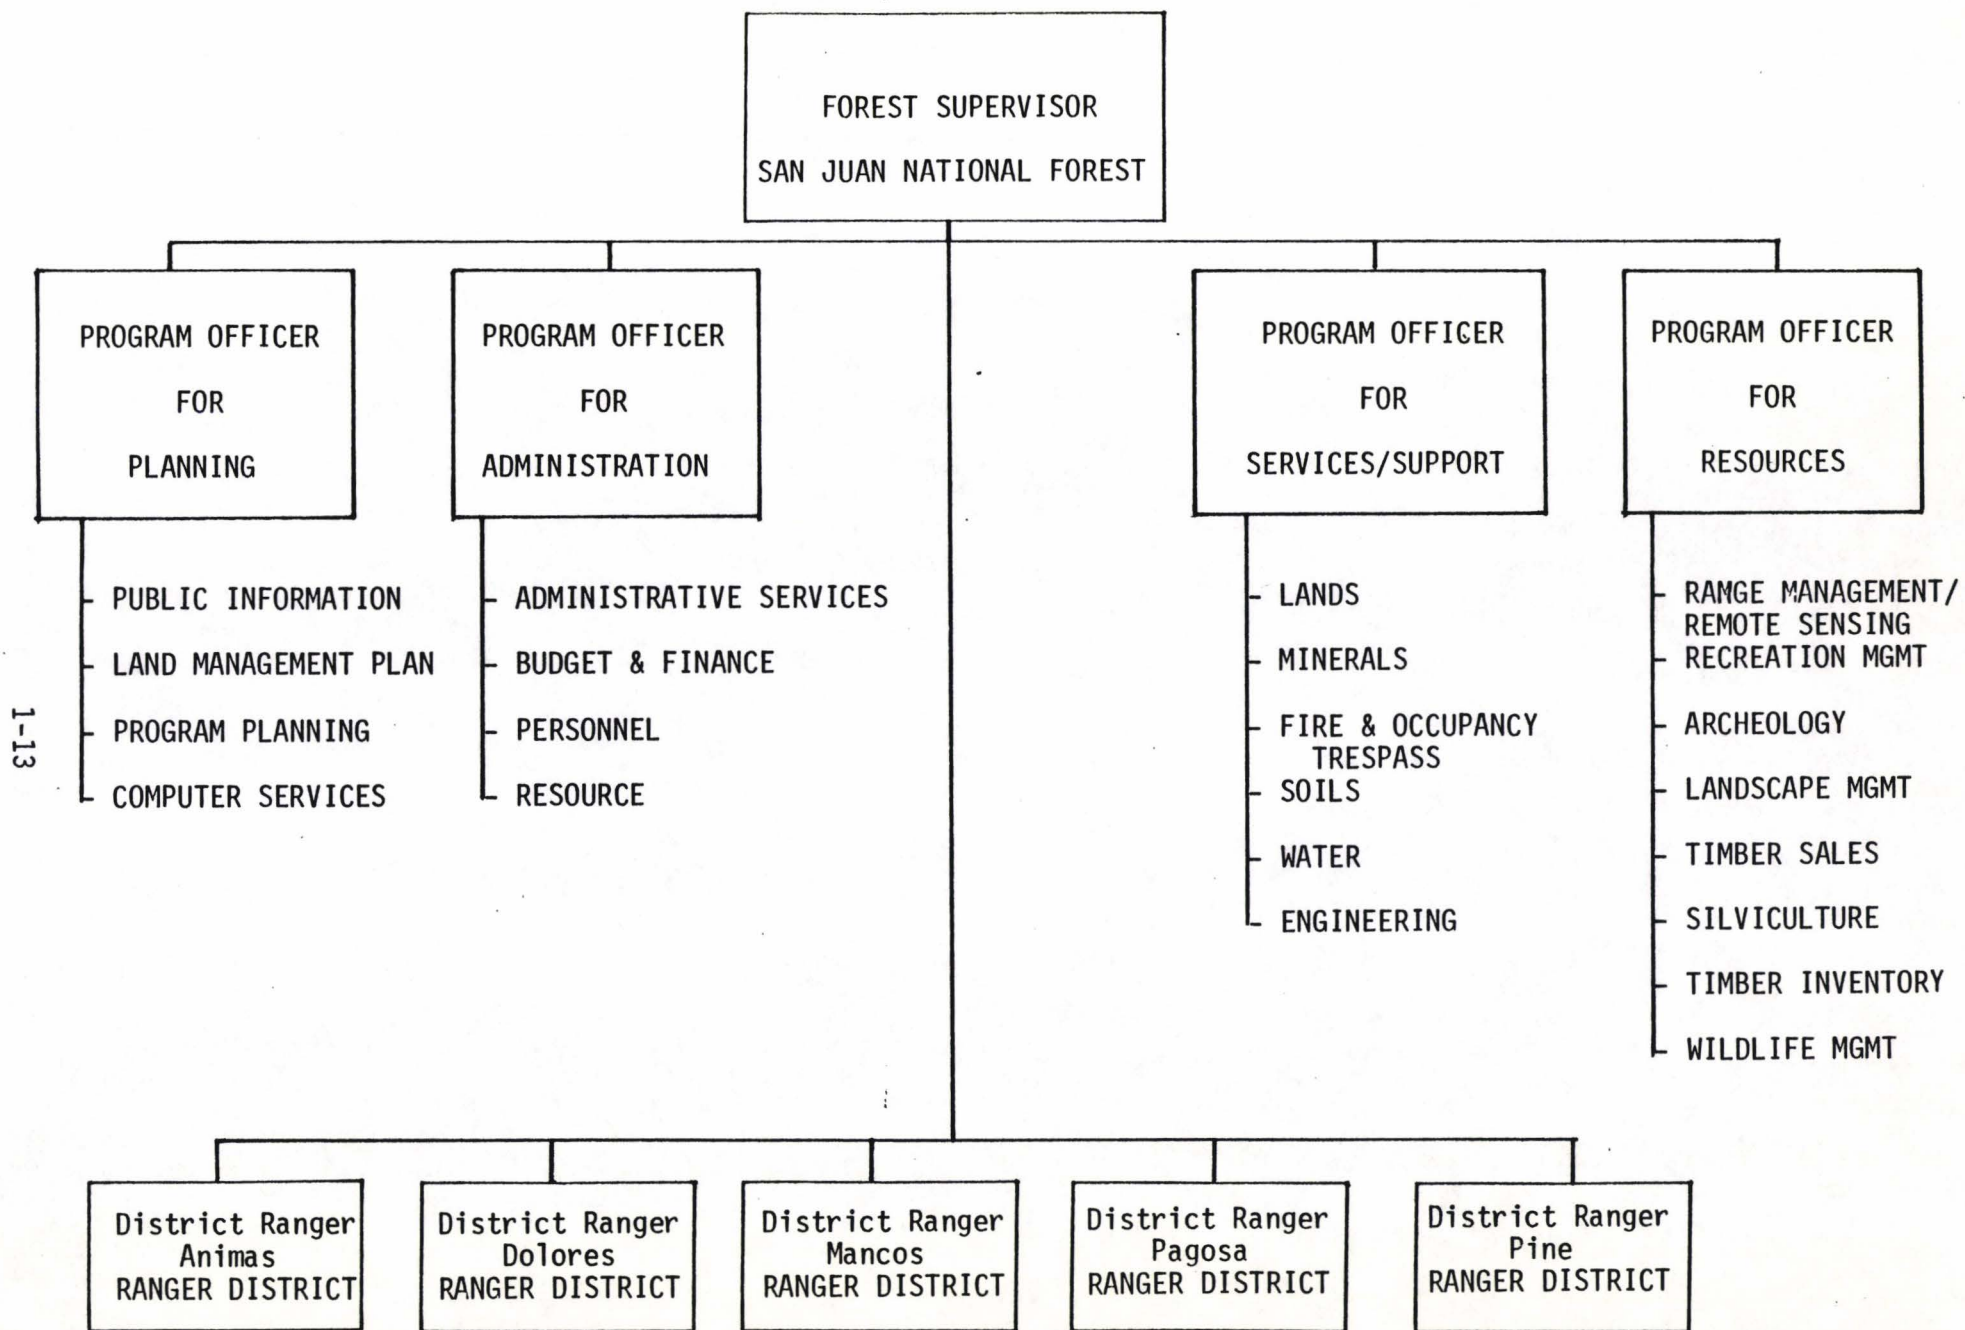 FOREST SUPERVISOR
SAN JUAN NATIONAL FOREST
PROGRAM OFFICER
FOR
PLANNING
PUBLIC INFORMATION
LAND MANAGEMENT PLAN
PROGRAM PLANNING
COMPUTER SERVICES
PROGRAM OFFICER
FOR
ADMINISTRATION
ADMINISTRATIVE SERVICES
BUDGET & FINANCE
PERSONNEL
RESOURCE
PROGRAM OFFICER
FOR
SERVICES/SUPPORT
LANDS
MINERALS
FIRE & OCCUPANCY
TRESPASS
SOILS
WATER
ENGINEERING
PROGRAM OFFICER
FOR
RESOURCES
RAMGE MANAGEMENT/
REMOTE SENSING
RECREATION MGMT
ARCHEOLOGY
LANDSCAPE MGMT
TIMBER SALES
SILVICULTURE
TIMBER INVENTORY
WILDLIFE MGMT
District Ranger
Animas
RANGER DISTRICT
District Ranger
Dolores
RANGER DISTRICT
District Ranger
Mancos
RANGER DISTRICT
District Ranger
Pagosa
RANGER DISTRICT
District Ranger
Pine
RANGER DISTRICT
1-13